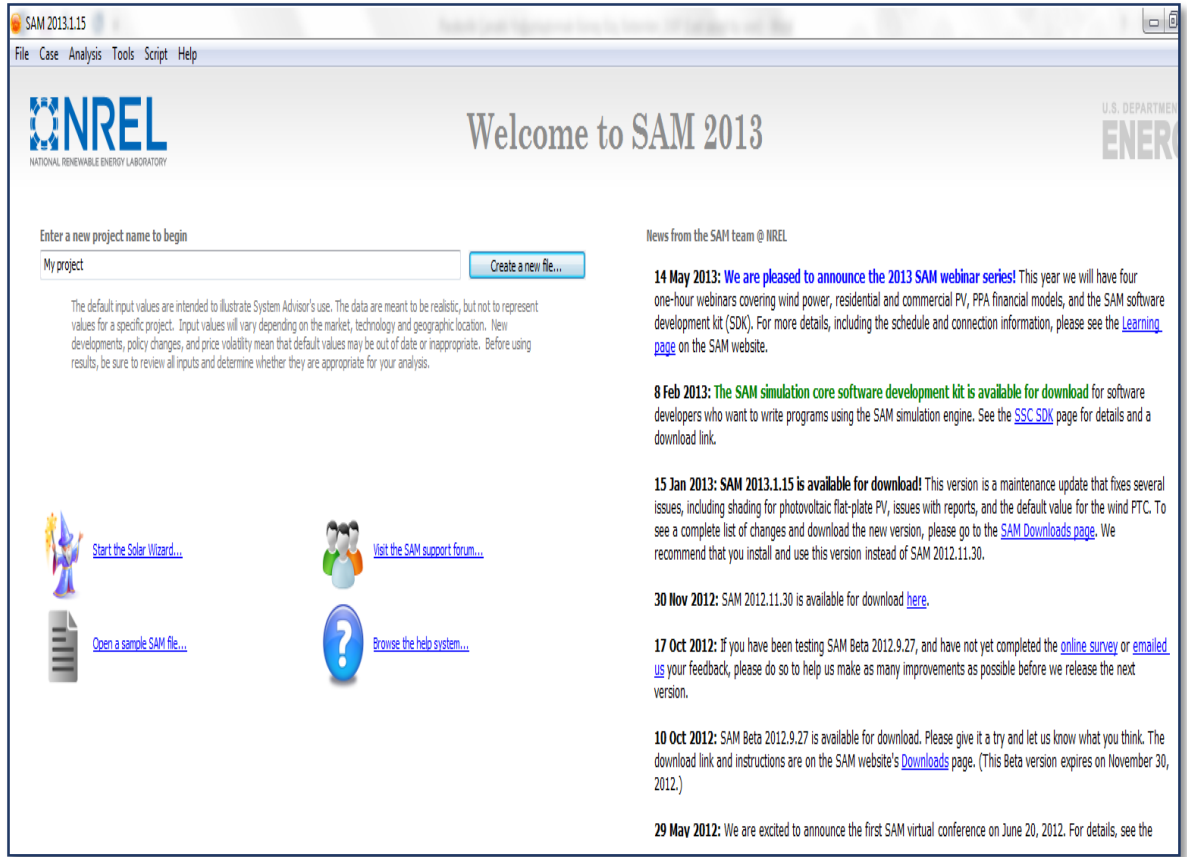 SAM 2013.1.15
File Case Analysis Tools Script Help
NREL
NATIONAL RENEWABLE ENERGY LABORATORY
Welcome to SAM 2013
U.S. DEPARTMEN
ENER
Enter a new project name to begin
My project
Create a new file...
The default input values are intended to illustrate System Advisor's use. The data are meant to be realistic, but not to represent
values for a specific project. Input values will vary depending on the market, technology and geographic location. New
developments, policy changes, and price volatility mean that default values may be out of date or inappropriate. Before using
results, be sure to review all inputs and determine whether they are appropriate for your analysis.
Start the Solar Wizard...
Visit the SAM support forum...
Open a sample SAM file...
Browse the help system...
News from the SAM team @ NREL
14 May 2013: We are pleased to announce the 2013 SAM webinar series! This year we will have four
one-hour webinars covering wind power, residential and commercial PV, PPA financial models, and the SAM software
development kit (SDK). For more details, including the schedule and connection information, please see the Learning
page on the SAM website.
8 Feb 2013: The SAM simulation core software development kit is available for download for software
developers who want to write programs using the SAM simulation engine. See the SSC SDK page for details and a
download link.
15 Jan 2013: SAM 2013.1.15 is available for download! This version is a maintenance update that fixes several
issues, including shading for photovoltaic flat-plate PV, issues with reports, and the default value for the wind PTC. To
see a complete list of changes and download the new version, please go to the SAM Downloads page. We
recommend that you install and use this version instead of SAM 2012.11.30.
30 Nov 2012: SAM 2012.11.30 is available for download here.
17 Oct 2012: If you have been testing SAM Beta 2012.9.27, and have not yet completed the online survey or emailed
us your feedback, please do so to help us make as many improvements as possible before we release the next
version.
10 Oct 2012: SAM Beta 2012.9.27 is available for download. Please give it a try and let us know what you think. The
download link and instructions are on the SAM website's Downloads page. (This Beta version expires on November 30,
2012.)
29 May 2012: We are excited to announce the first SAM virtual conference on June 20, 2012. For details, see the